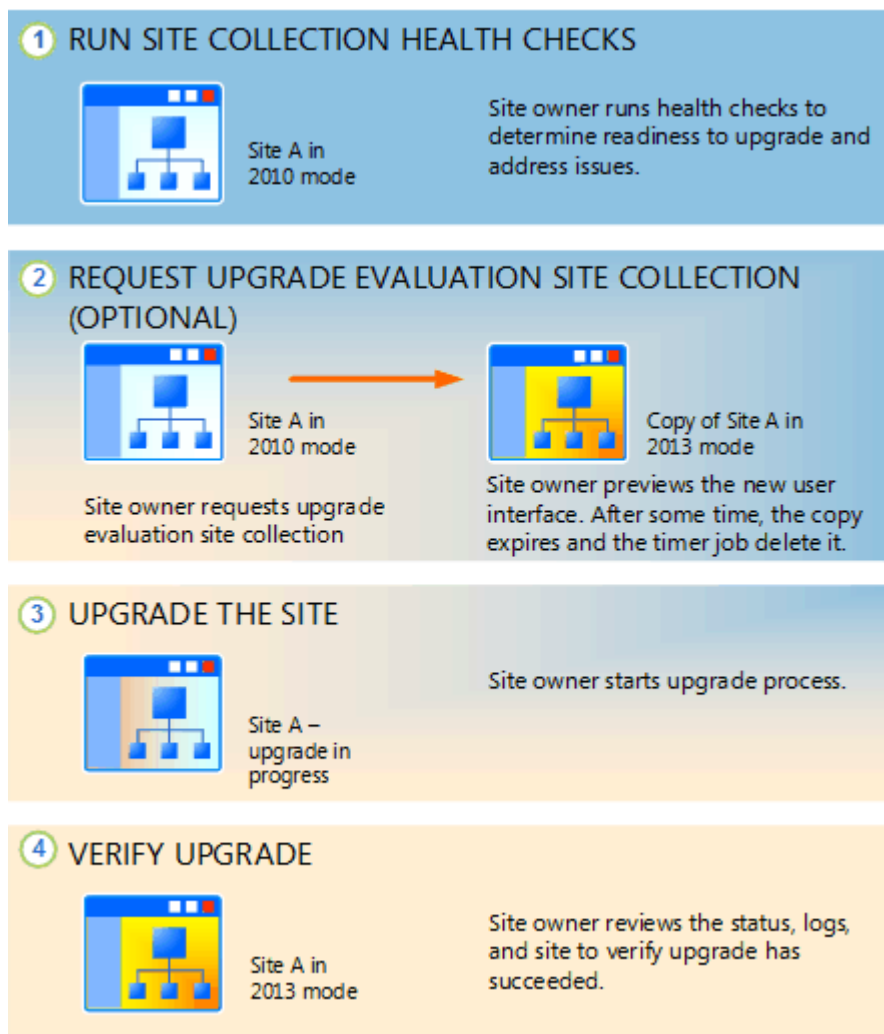 1 RUN SITE COLLECTION HEALTH CHECKS
Site A in
2010 mode
Site owner runs health checks to
determine readiness to upgrade and
address issues.
2 REQUEST UPGRADE EVALUATION SITE COLLECTION
(OPTIONAL)
Site A in
2010 mode
Site owner requests upgrade
evaluation site collection
Copy of Site A in
2013 mode
Site owner previews the new user
interface. After some time, the copy
expires and the timer job delete it.
3 UPGRADE THE SITE
Site A –
upgrade in
progress
Site owner starts upgrade process.
4 VERIFY UPGRADE
Site A in
2013 mode
Site owner reviews the status, logs,
and site to verify upgrade has
succeeded.